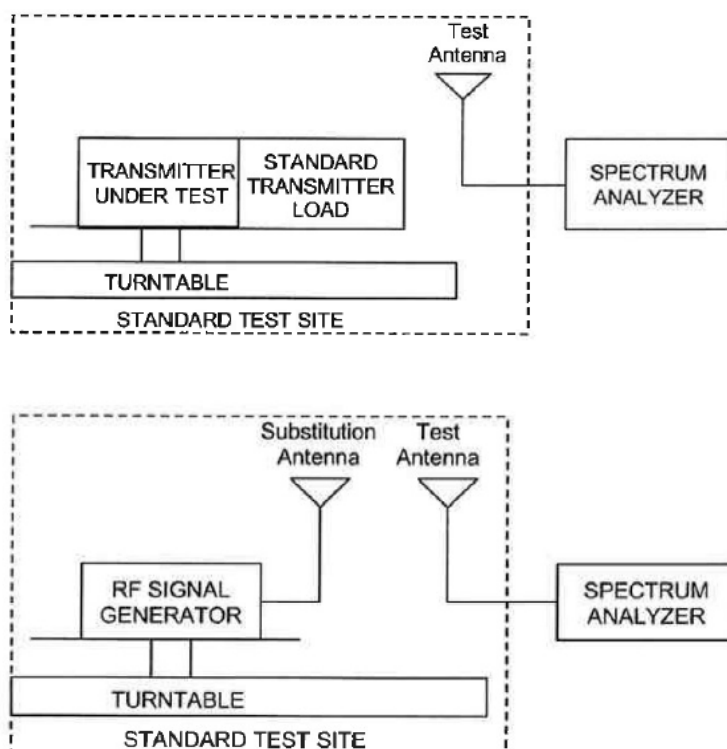 Test
Antenna
TRANSMITTER
UNDER TEST
STANDARD
TRANSMITTER
LOAD
SPECTRUM
ANALYZER
TURNTABLE
STANDARD TEST SITE
Substitution
Antenna
Test
Antenna
RF SIGNAL
GENERATOR
SPECTRUM
ANALYZER
TURNTABLE
STANDARD TEST SITE